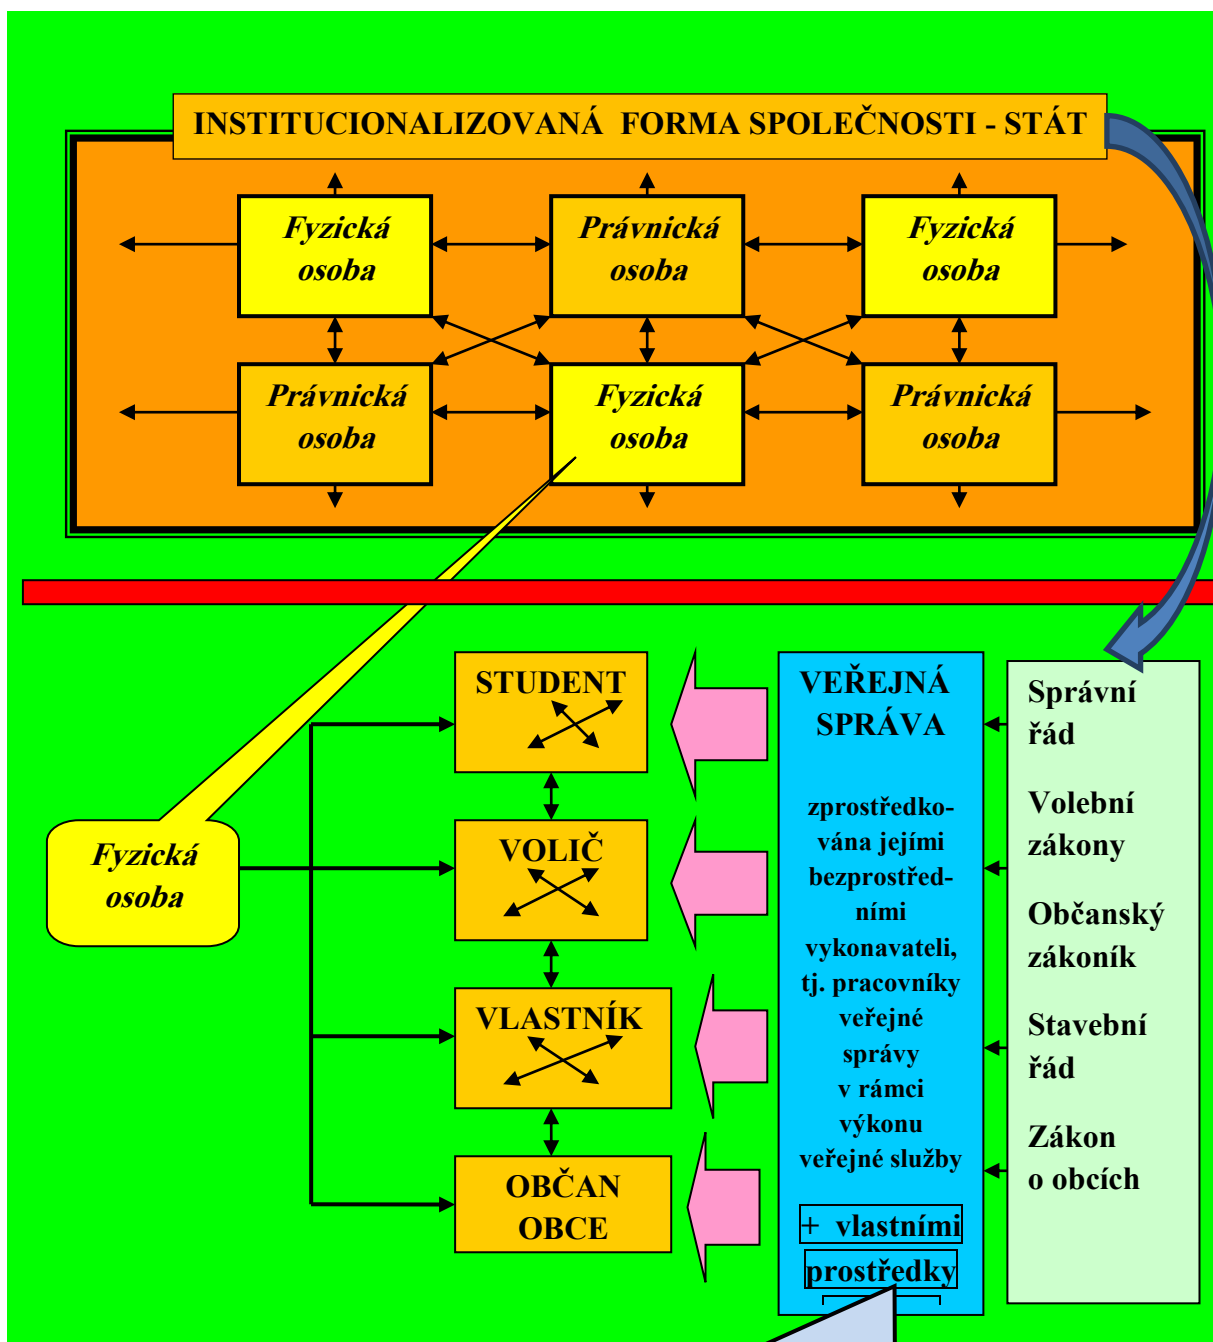 INSTITUCIONALIZOVANÁ FORMA SPOLEČNOSTI - STÁT
Fyzická
osoba
Právnická
osoba
Fyzická
osoba
Právnická
osoba
Fyzická
osoba
Právnická
osoba
Fyzická
osoba
STUDENT
VOLIČ
VLASTNÍK
OBČAN
OBCE
VEŘEJNÁ
SPRÁVA
zprostředko-
vána jejími
bezprostřed-
ními
vykonavateli,
tj. pracovníky
veřejné
správy
v rámci
výkonu
veřejné služby
+ vlastními
prostředky
Správní
řád
Volební
zákony
Občanský
zákoník
Stavební
řád
Zákon
o obcích